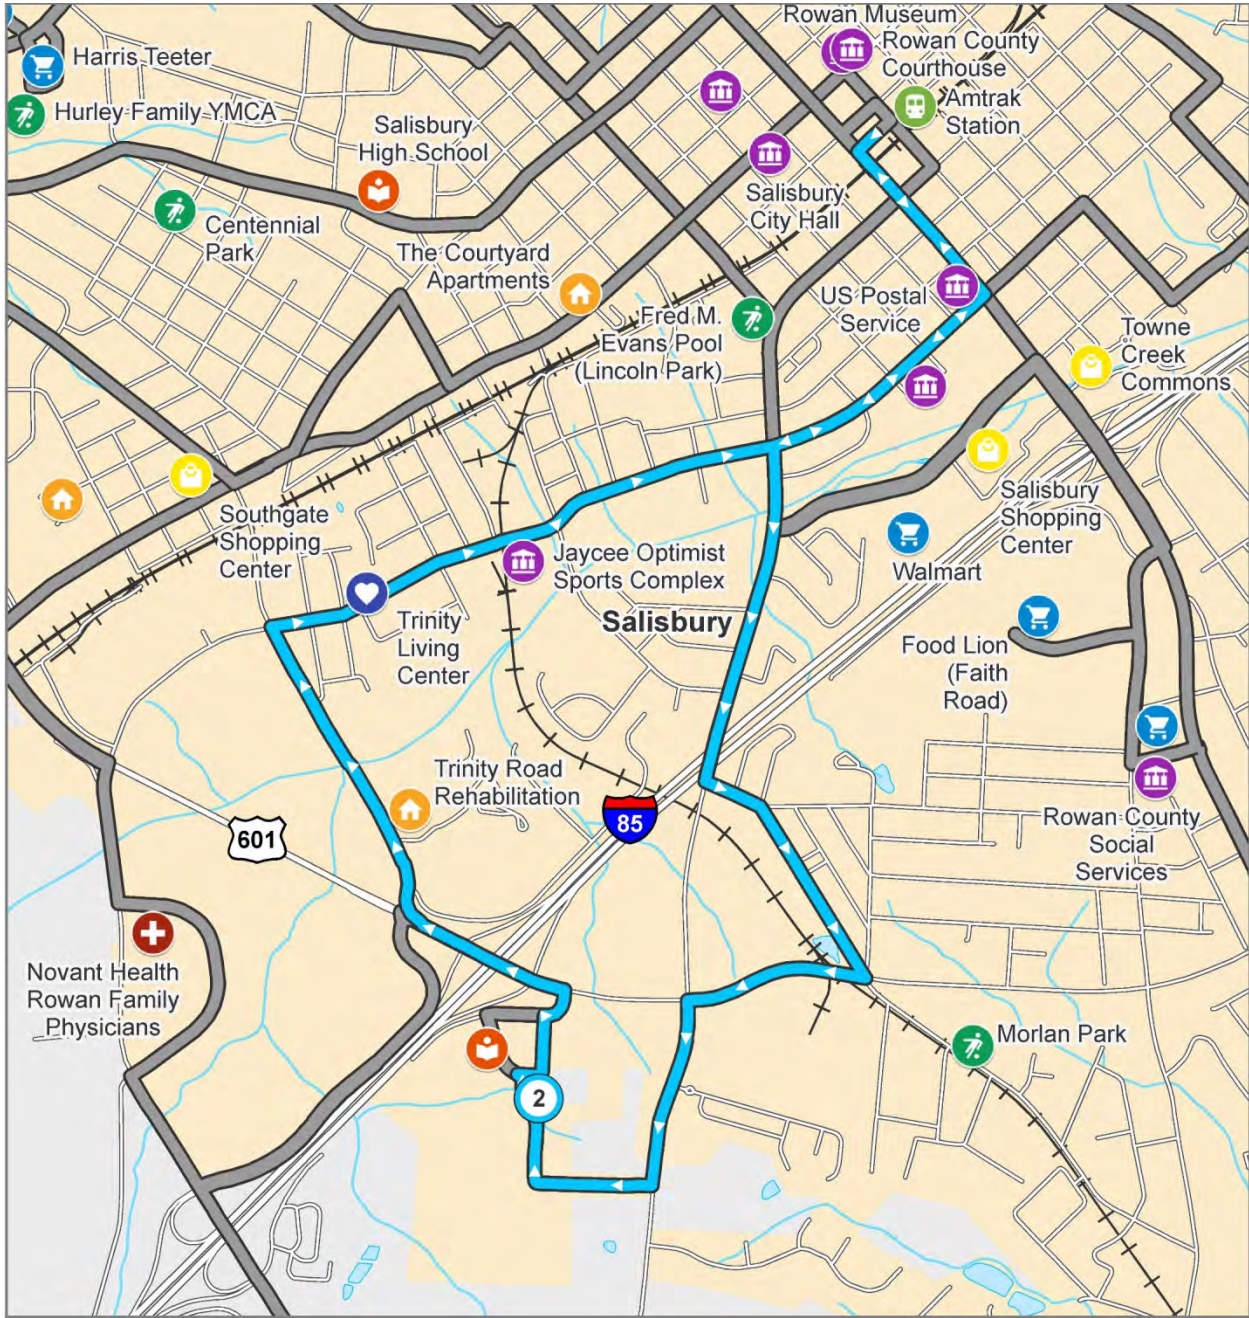 Rowan Museum
Harris Teeter
Rowan County
Courthouse
Hurley Family YMCA
Amtrak
Station
Salisbury
High School
Salisbury
City Hall
Centennial
Park
The Courtyard
Apartments
US Postal
Service
Fred M.
Evans Pool
(Lincoln Park)
Towne
Creek
Commons
Southgate
Shopping
Center
Salisbury
Shopping
Center
Jaycee Optimist
Sports Complex
Walmart
Trinity
Living
Center
Salisbury
Food Lion
(Faith
Road)
Trinity Road
Rehabilitation
85
601
Rowan County
Social
Services
Novant Health
Rowan Family
Physicians
Morlan Park
2